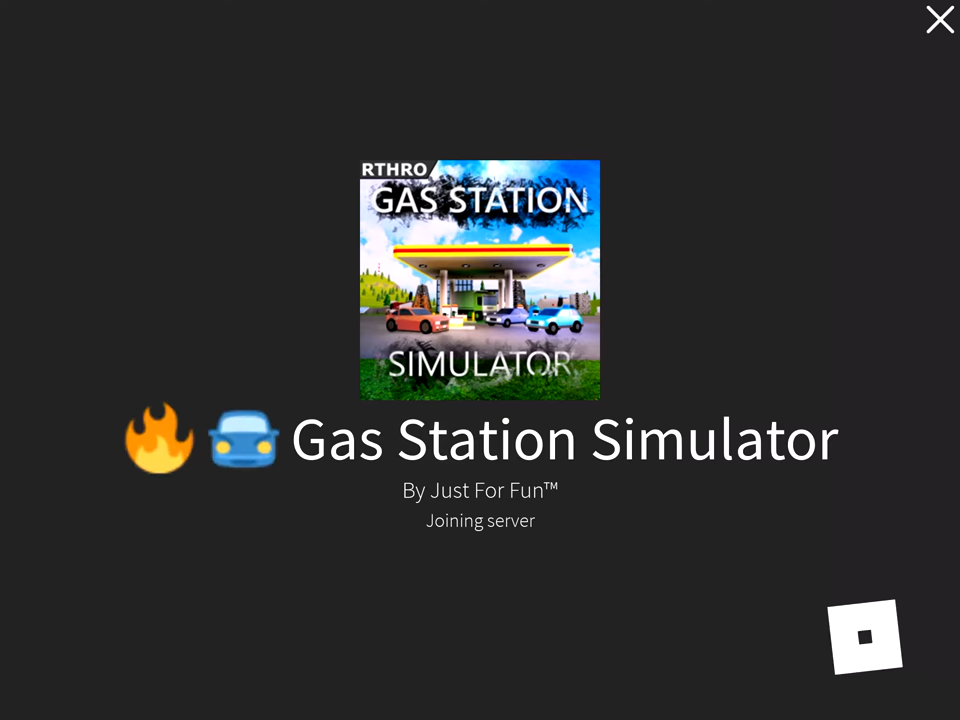 RTHRO
GAS STATION
SIMULATOR
🔥🚙 Gas Station Simulator
By Just For Fun™
Joining server